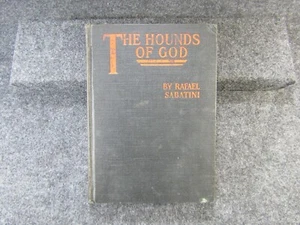 THE HOUNDS
OF GOD
BY RAFAEL
SABATINI